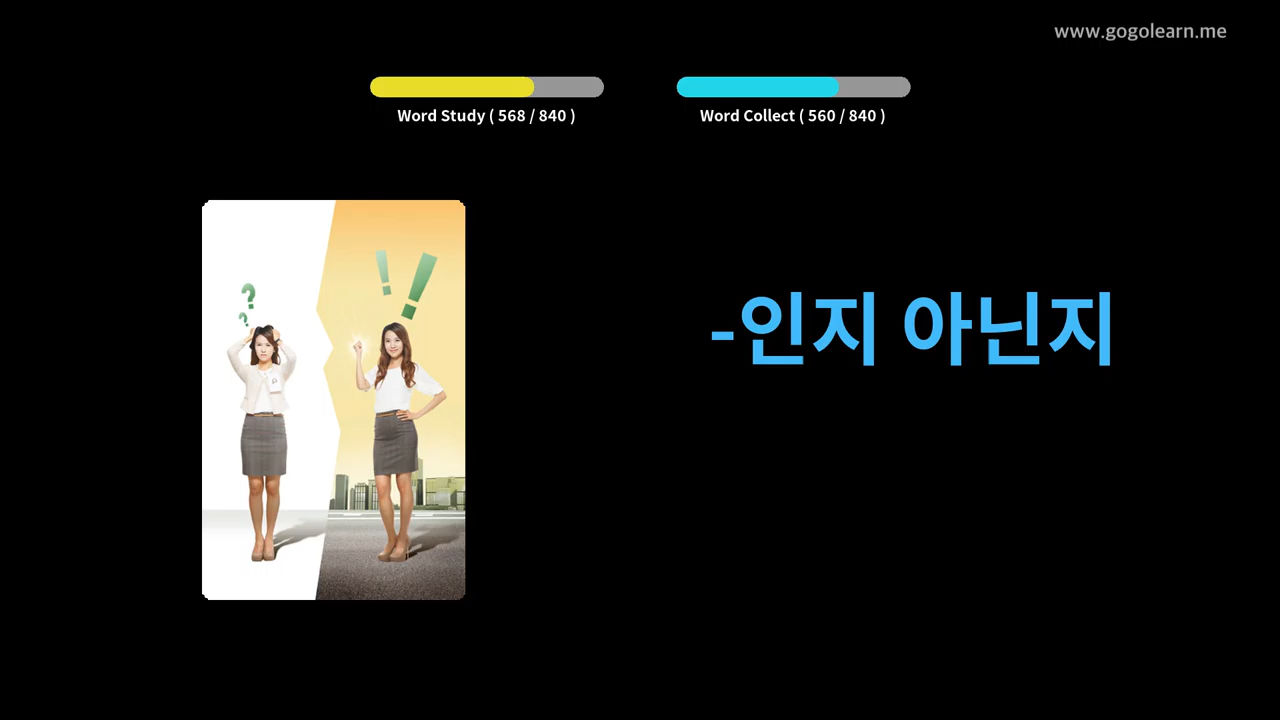 www.gogolearn.me
Word Study ( 568 / 840 )
Word Collect ( 560 / 840 )
? ?
! !
-인지 아닌지